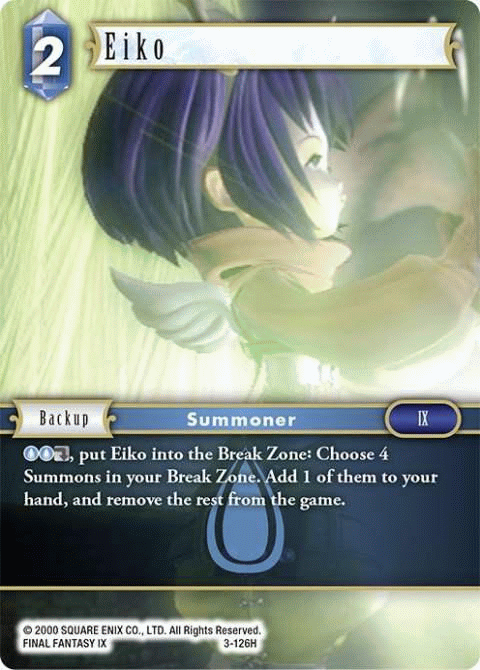 2
Eiko
Backup
Summoner
IX
, put Eiko into the Break Zone: Choose 4
Summons in your Break Zone. Add 1 of them to your
hand, and remove the rest from the game.
© 2000 SQUARE ENIX CO., LTD. All Rights Reserved.
FINAL FANTASY IX
3-126H